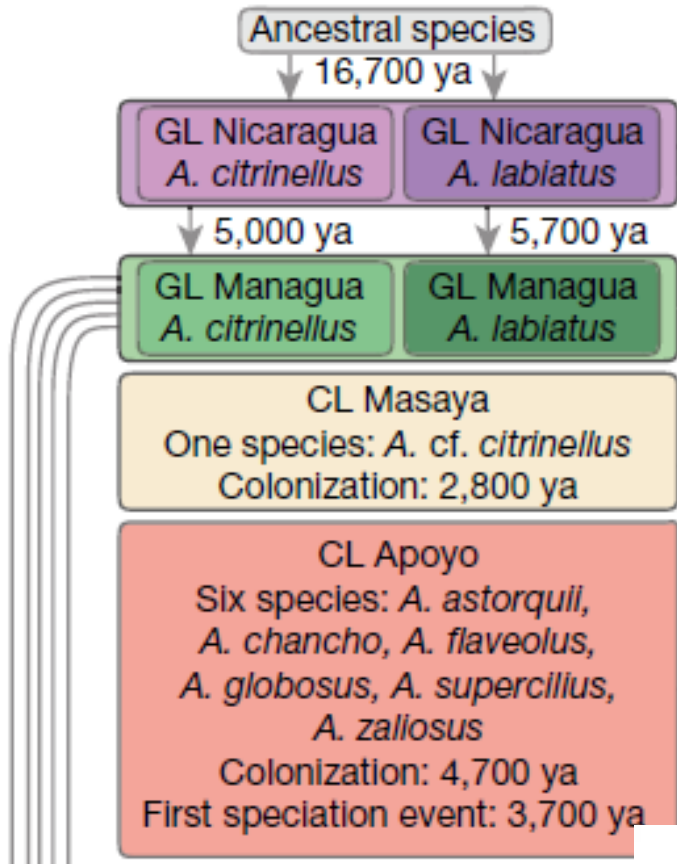 Ancestral species
16,700 ya
GL Nicaragua
A. citrinellus
GL Nicaragua
A. labiatus
5,000 ya
5,700 ya
GL Managua
A. citrinellus
GL Managua
A. labiatus
CL Masaya
One species: A. cf. citrinellus
Colonization: 2,800 ya
CL Apoyo
Six species: A. astorquii,
A. chancho, A. flaveolus,
A. globosus, A. supercilius,
A. zaliosus
Colonization: 4,700 ya
First speciation event: 3,700 ya